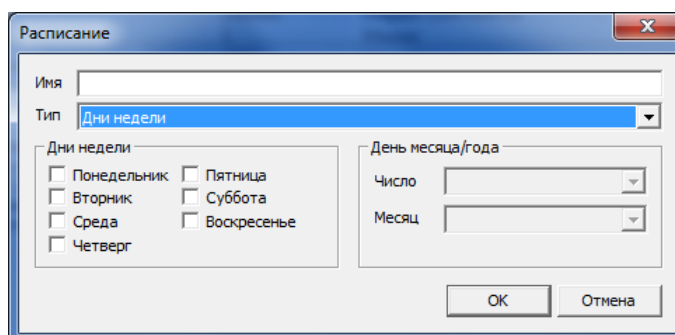 Расписание
Имя
Тип Дни недели
Дни недели
Понедельник Пятница
Вторник Суббота
Среда Воскресенье
Четверг
День месяца/года
Число
Месяц
OK Отмена